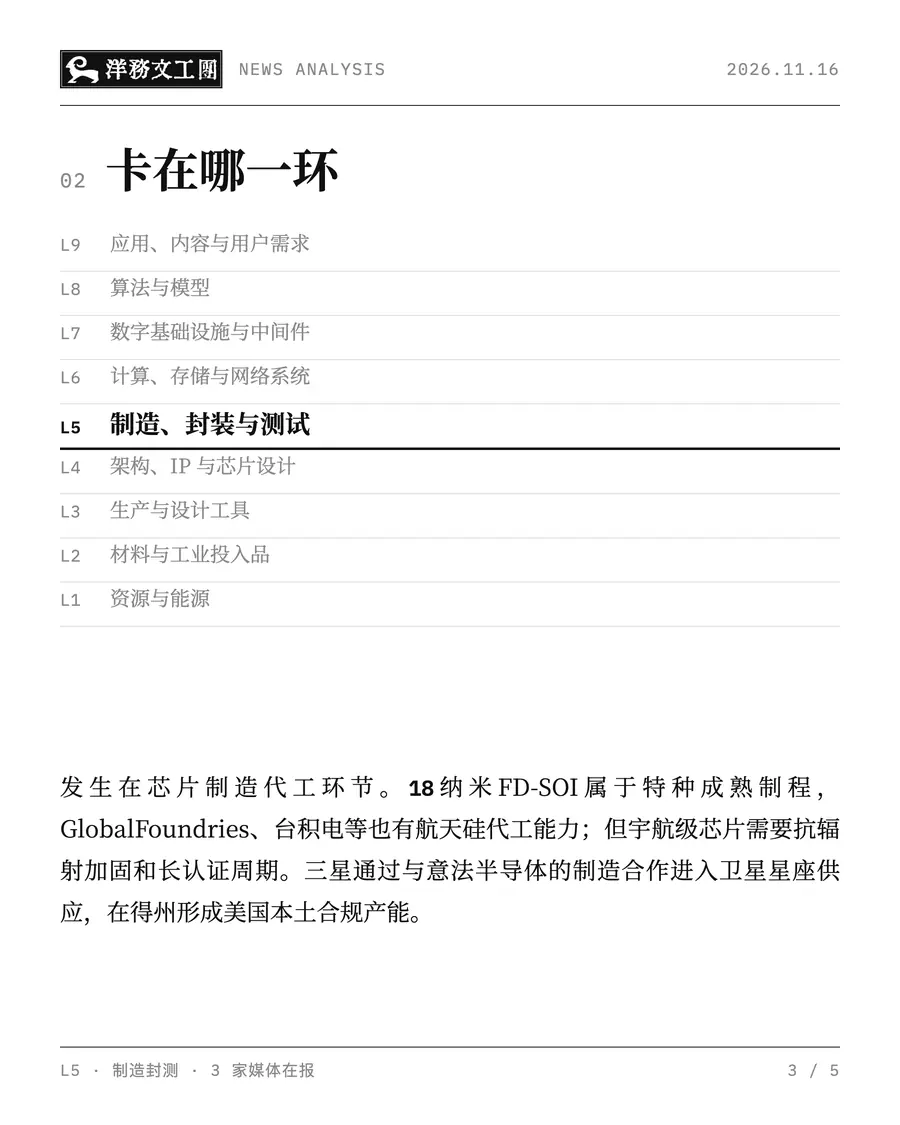 洋務文工團 NEWS ANALYSIS 2026.11.16
02 卡在哪一环
L9 应用、内容与用户需求
L8 算法与模型
L7 数字基础设施与中间件
L6 计算、存储与网络系统
L5 制造、封装与测试
L4 架构、IP 与芯片设计
L3 生产与设计工具
L2 材料与工业投入品
L1 资源与能源
发生在芯片制造代工环节。18 纳米 FD-SOI 属于特种成熟制程，
GlobalFoundries、台积电等也有航天硅代工能力；但宇航级芯片需要抗辐
射加固和长认证周期。三星通过与意法半导体的制造合作进入卫星星座供
应，在得州形成美国本土合规产能。
L5 · 制造封测 · 3 家媒体在报 3 / 5